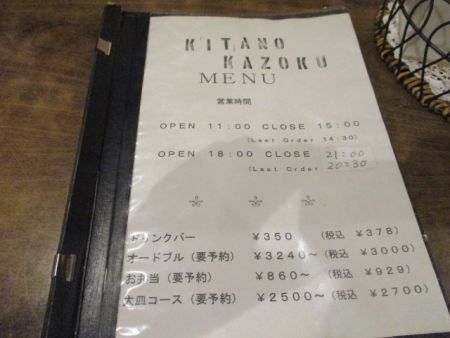 KITANO
KAZOKU
MENU
営業時間
OPEN 11:00 CLOSE 15:00
(Last Order 14:30)
OPEN 18:00 CLOSE 21:00
(Last Order 20:30
ドリンクバー ￥350 (税込 ￥378)
オードブル(要予約) ￥3240～(税込 ￥3000)
お弁当(要予約) ￥860～ (税込 ￥929)
大皿コース(要予約) ￥2500～(税込 ￥2700)